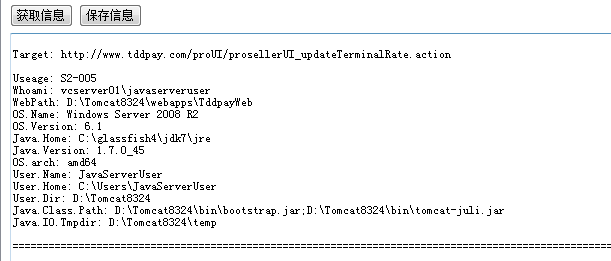 获取信息 保存信息
Target: http://www.tddpay.com/proUI/prosellerUI_updateTerminalRate.action
Useage: S2-005
Whoami: vcserver01\javaserveruser
WebPath: D:\Tomcat8324\webapps\TddpayWeb
OS.Name: Windows Server 2008 R2
OS.Version: 6.1
Java.Home: C:\glassfish4\jdk7\jre
Java.Version: 1.7.0_45
OS.arch: amd64
User.Name: JavaServerUser
User.Home: C:\Users\JavaServerUser
User.Dir: D:\Tomcat8324
Java.Class.Path: D:\Tomcat8324\bin\bootstrap.jar;D:\Tomcat8324\bin\tomcat-juli.jar
Java.IO.Tmpdir: D:\Tomcat8324\temp
====================================================================================================